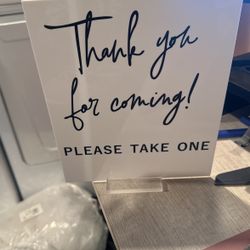 Thank you
for coming!
PLEASE TAKE ONE